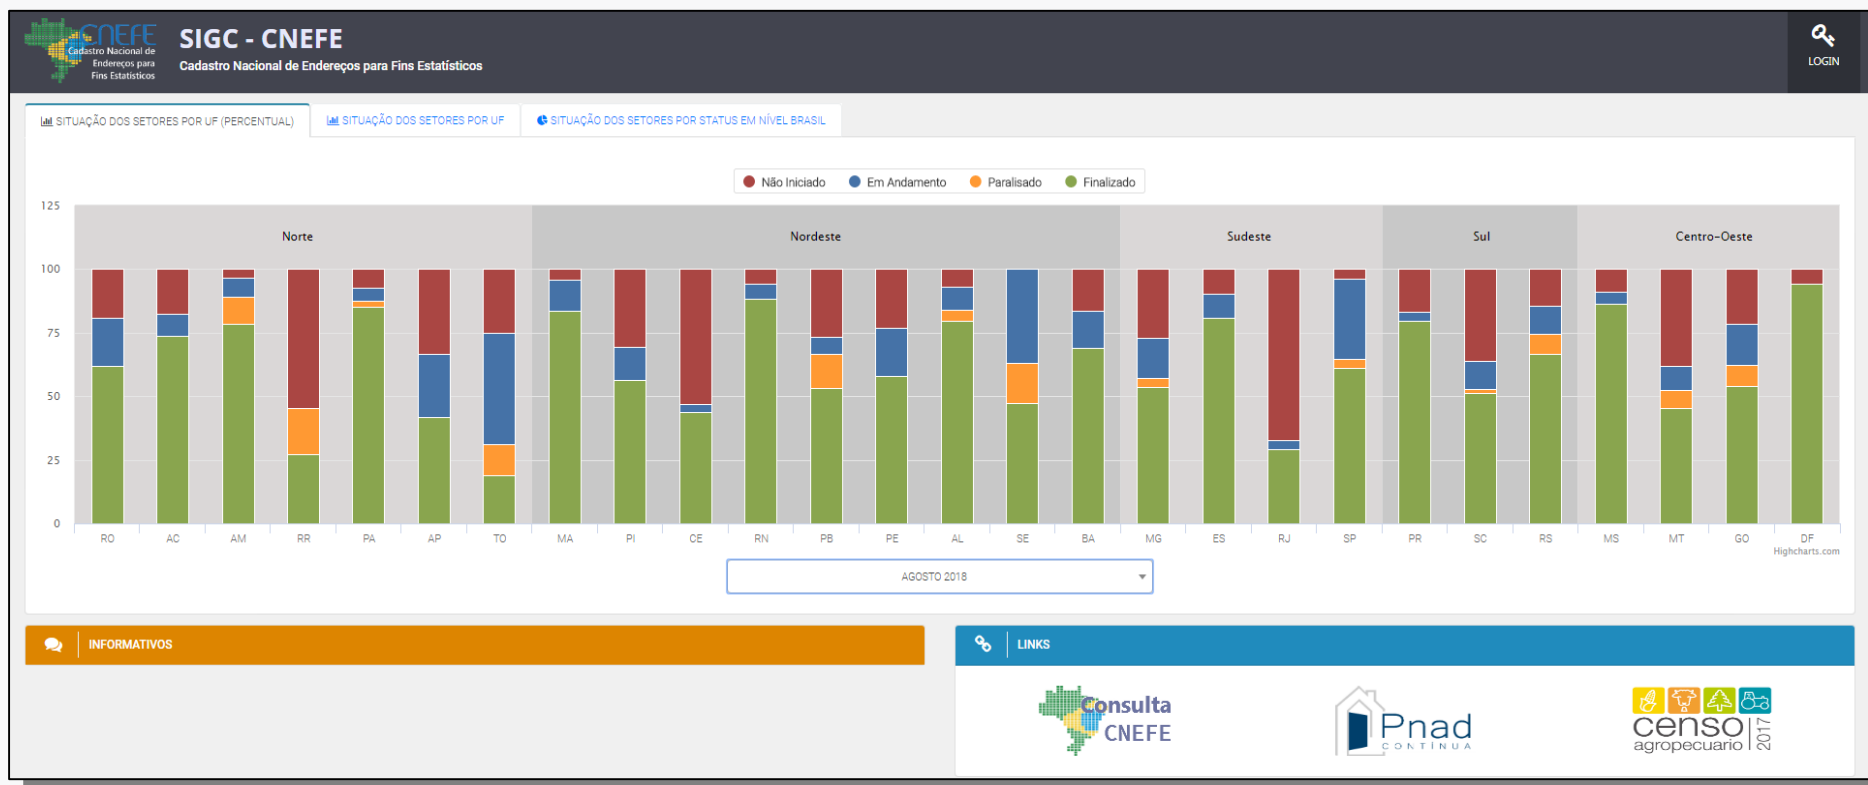 CNEFE
Cadastro Nacional de
Endereços para
Fins Estatísticos
SIGC - CNEFE
Cadastro Nacional de Endereços para Fins Estatísticos
LOGIN
SITUAÇÃO DOS SETORES POR UF (PERCENTUAL)
SITUAÇÃO DOS SETORES POR UF
SITUAÇÃO DOS SETORES POR STATUS EM NÍVEL BRASIL
Não Iniciado Em Andamento Paralisado Finalizado
125
Norte Nordeste Sudeste Sul Centro-Oeste
100
75
50
25
0
RO AC AM RR PA AP TO MA PI CE RN PB PE AL SE BA MG ES RJ SP PR SC RS MS MT GO DF
Highcharts.com
AGOSTO 2018
INFORMATIVOS
LINKS
Consulta
CNEFE
Pnad
CONTÍNUA
censo
agropecuario
2017